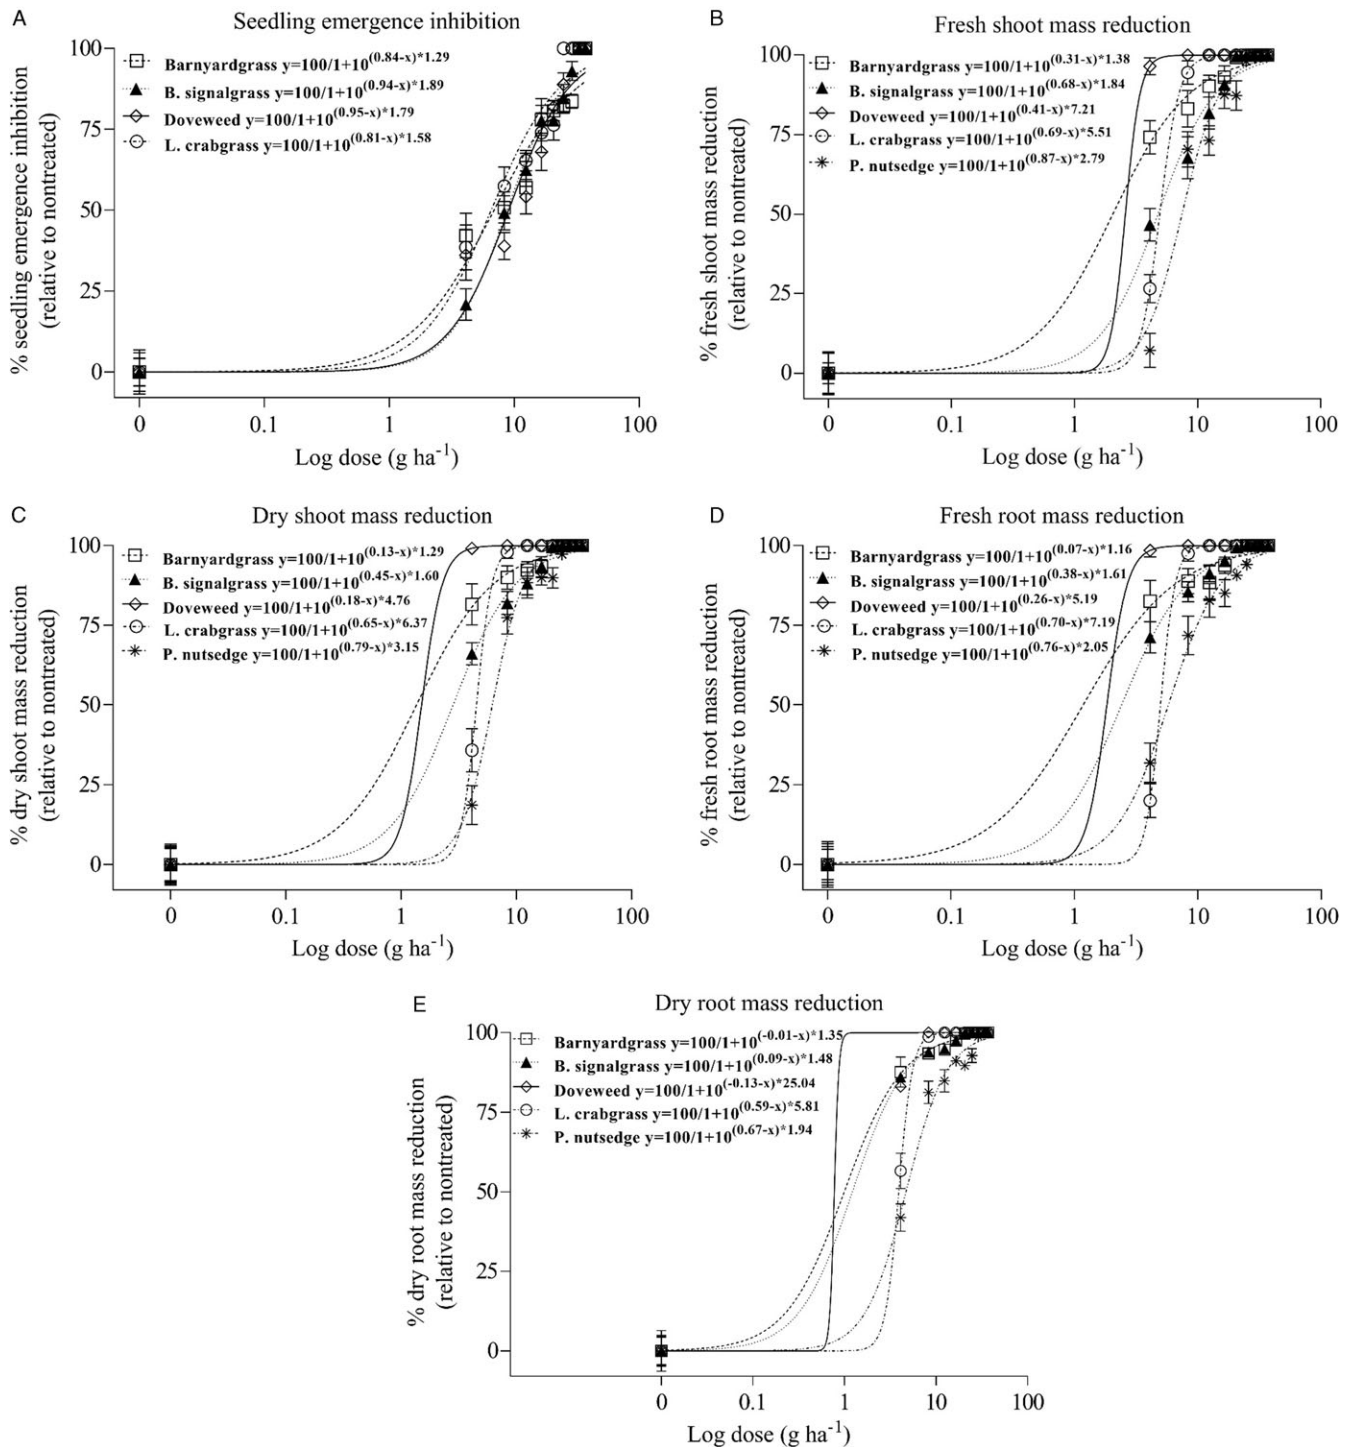 A
Seedling emergence inhibition
% seedling emergence inhibition
(relative to nontreated)
100
75
50
25
0
Barnyardgrass y=100/1+10^(0.84-x)*1.29
B. signalgrass y=100/1+10^(0.94-x)*1.89
Doveweed y=100/1+10^(0.95-x)*1.79
L. crabgrass y=100/1+10^(0.81-x)*1.58
0 0.1 1 10 100
Log dose (g ha⁻¹)
B
Fresh shoot mass reduction
% fresh shoot mass reduction
(relative to nontreated)
100
75
50
25
0
Barnyardgrass y=100/1+10^(0.31-x)*1.38
B. signalgrass y=100/1+10^(0.68-x)*1.84
Doveweed y=100/1+10^(0.41-x)*7.21
L. crabgrass y=100/1+10^(0.69-x)*5.51
P. nutsedge y=100/1+10^(0.87-x)*2.79
0 0.1 1 10 100
Log dose (g ha⁻¹)
C
Dry shoot mass reduction
% dry shoot mass reduction
(relative to nontreated)
100
75
50
25
0
Barnyardgrass y=100/1+10^(0.13-x)*1.29
B. signalgrass y=100/1+10^(0.45-x)*1.60
Doveweed y=100/1+10^(0.18-x)*4.76
L. crabgrass y=100/1+10^(0.65-x)*6.37
P. nutsedge y=100/1+10^(0.79-x)*3.15
0 0.1 1 10 100
Log dose (g ha⁻¹)
D
Fresh root mass reduction
% fresh root mass reduction
(relative to nontreated)
100
75
50
25
0
Barnyardgrass y=100/1+10^(0.07-x)*1.16
B. signalgrass y=100/1+10^(0.38-x)*1.61
Doveweed y=100/1+10^(0.26-x)*5.19
L. crabgrass y=100/1+10^(0.70-x)*7.19
P. nutsedge y=100/1+10^(0.76-x)*2.05
0 0.1 1 10 100
Log dose (g ha⁻¹)
E
Dry root mass reduction
% dry root mass reduction
(relative to nontreated)
100
75
50
25
0
Barnyardgrass y=100/1+10^(-0.01-x)*1.35
B. signalgrass y=100/1+10^(0.09-x)*1.48
Doveweed y=100/1+10^(-0.13-x)*25.04
L. crabgrass y=100/1+10^(0.59-x)*5.81
P. nutsedge y=100/1+10^(0.67-x)*1.94
0 0.1 1 10 100
Log dose (g ha⁻¹)